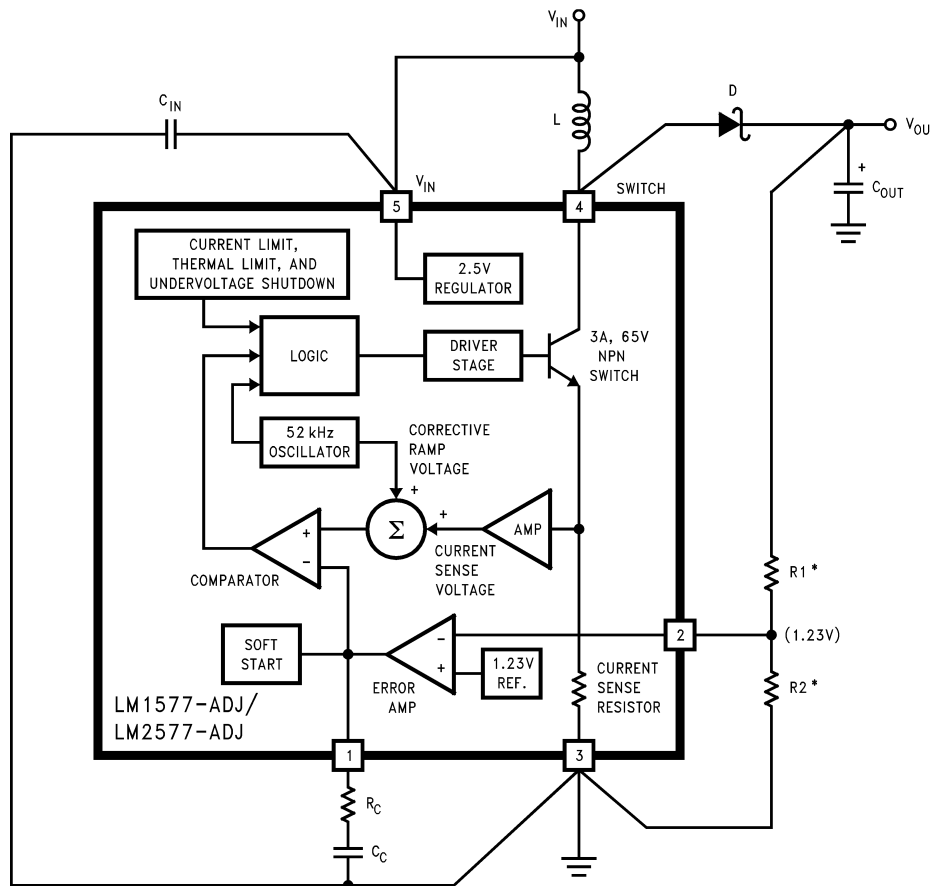 V_IN
D
C_IN
L
V_OU
+
C_OUT
V_IN
SWITCH
5
4
CURRENT LIMIT,
THERMAL LIMIT, AND
UNDERVOLTAGE SHUTDOWN
2.5V
REGULATOR
LOGIC
DRIVER
STAGE
3A, 65V
NPN
SWITCH
52 kHz
OSCILLATOR
CORRECTIVE
RAMP
VOLTAGE
+
Σ
+
AMP
+
−
COMPARATOR
CURRENT
SENSE
VOLTAGE
R1*
2
(1.23V)
SOFT
START
−
+
ERROR
AMP
1.23V
REF.
CURRENT
SENSE
RESISTOR
R2*
LM1577-ADJ/
LM2577-ADJ
1
3
R_C
C_C